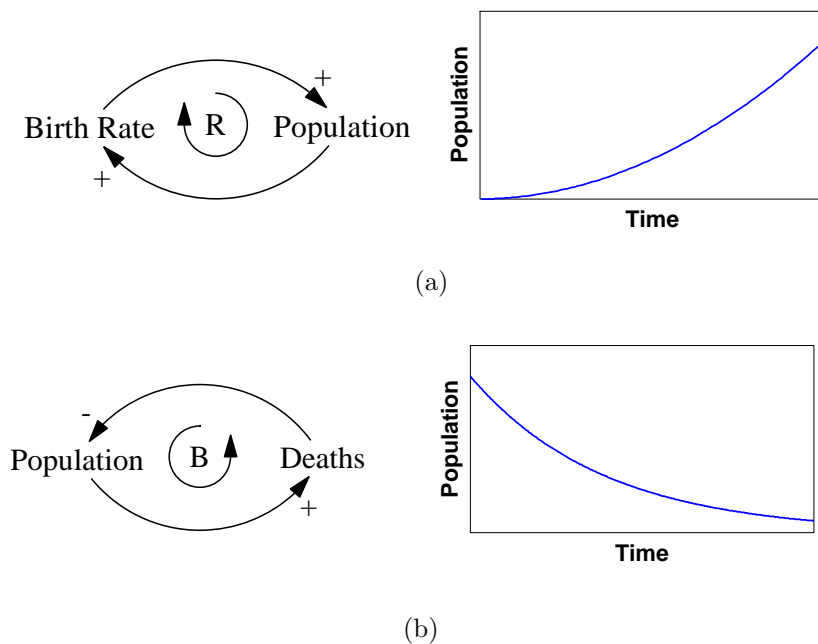 +
Birth Rate
R
Population
+
Population
Time
(a)
-
Population
B
Deaths
+
Population
Time
(b)